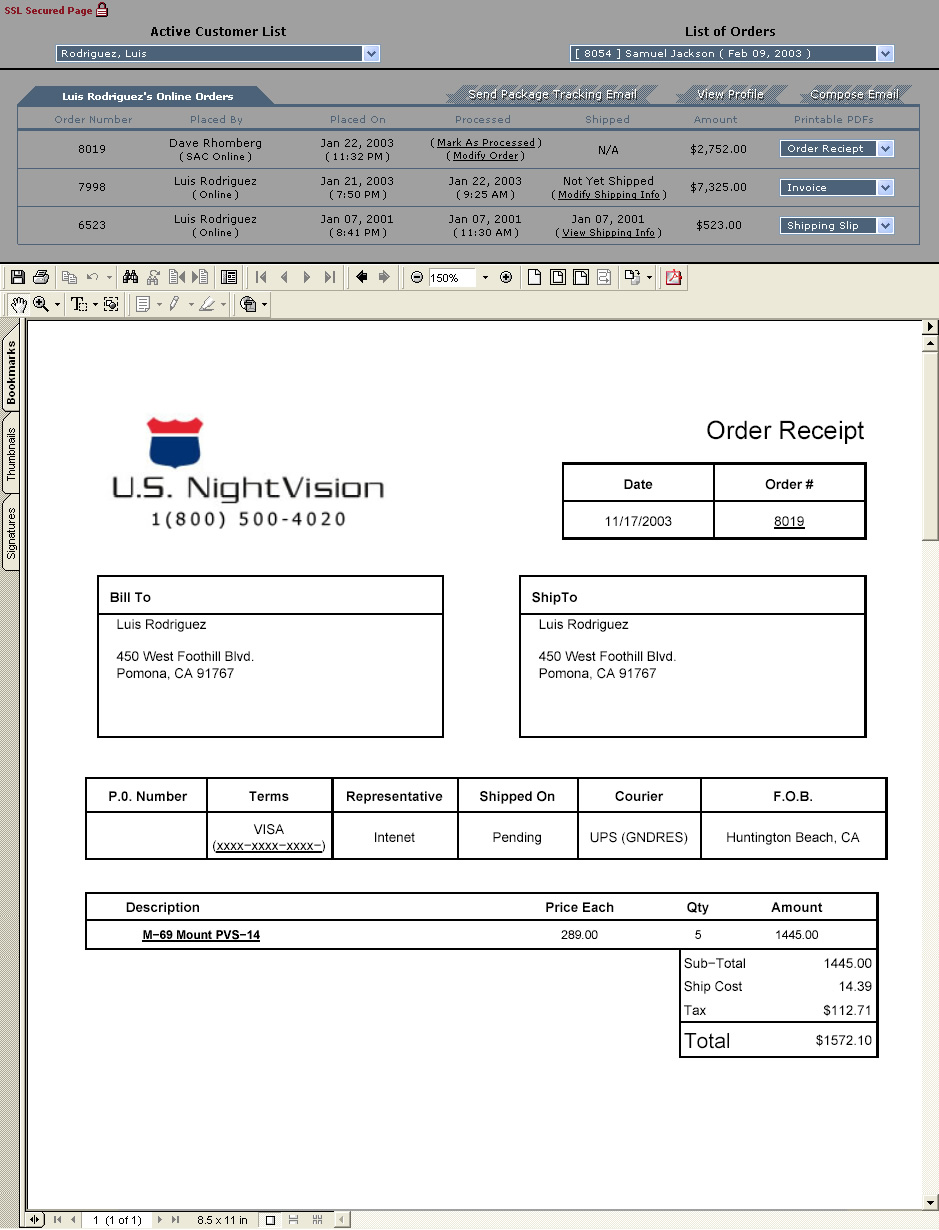 SSL Secured Page
Active Customer List
List of Orders
Rodriguez, Luis
[ 8054 ] Samuel Jackson ( Feb 09, 2003 )
Luis Rodriguez's Online Orders
Send Package Tracking Email
View Profile
Compose Email
Order Number Placed By Placed On Processed Shipped Amount Printable PDFs
8019 Dave Rhomberg ( SAC Online ) Jan 22, 2003 ( 11:32 PM ) ( Mark As Processed ) ( Modify Order ) N/A $2,752.00 Order Reciept
7998 Luis Rodriguez ( Online ) Jan 21, 2003 ( 7:50 PM ) Jan 22, 2003 ( 9:25 AM ) Not Yet Shipped ( Modify Shipping Info ) $7,325.00 Invoice
6523 Luis Rodriguez ( Online ) Jan 07, 2001 ( 8:41 PM ) Jan 07, 2001 ( 11:30 AM ) Jan 07, 2001 ( View Shipping Info ) $523.00 Shipping Slip
150%
Bookmarks
Thumbnails
Signatures
U.S. NightVision
1(800) 500-4020
Order Receipt
Date Order #
11/17/2003 8019
Bill To
Luis Rodriguez
450 West Foothill Blvd.
Pomona, CA 91767
ShipTo
Luis Rodriguez
450 West Foothill Blvd.
Pomona, CA 91767
P.0. Number Terms Representative Shipped On Courier F.O.B.
VISA (xxxx-xxxx-xxxx-) Intenet Pending UPS (GNDRES) Huntington Beach, CA
Description Price Each Qty Amount
M-69 Mount PVS-14 289.00 5 1445.00
Sub-Total 1445.00
Ship Cost 14.39
Tax $112.71
Total $1572.10
1 (1 of 1) 8.5 x 11 in